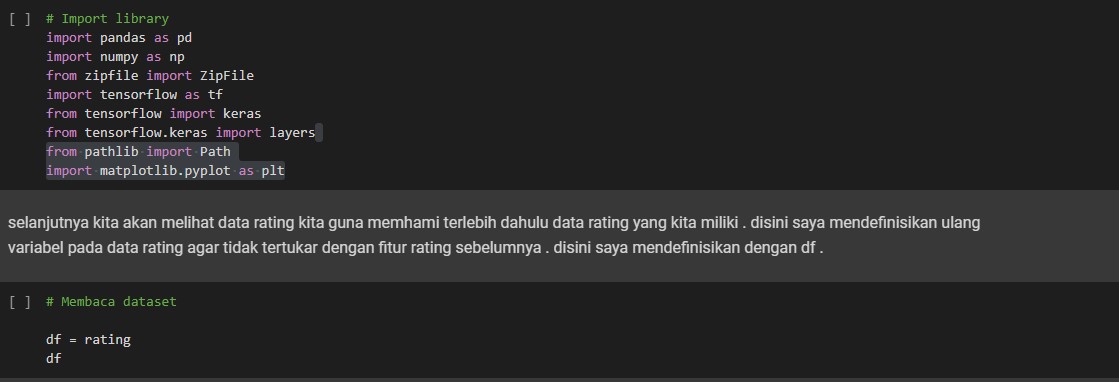 [ ] # Import library
import pandas as pd
import numpy as np
from zipfile import ZipFile
import tensorflow as tf
from tensorflow import keras
from tensorflow.keras import layers
from pathlib import Path
import matplotlib.pyplot as plt
selanjutnya kita akan melihat data rating kita guna memhami terlebih dahulu data rating yang kita miliki . disini saya mendefinisikan ulang
variabel pada data rating agar tidak tertukar dengan fitur rating sebelumnya . disini saya mendefinisikan dengan df .
[ ] # Membaca dataset
df = rating
df